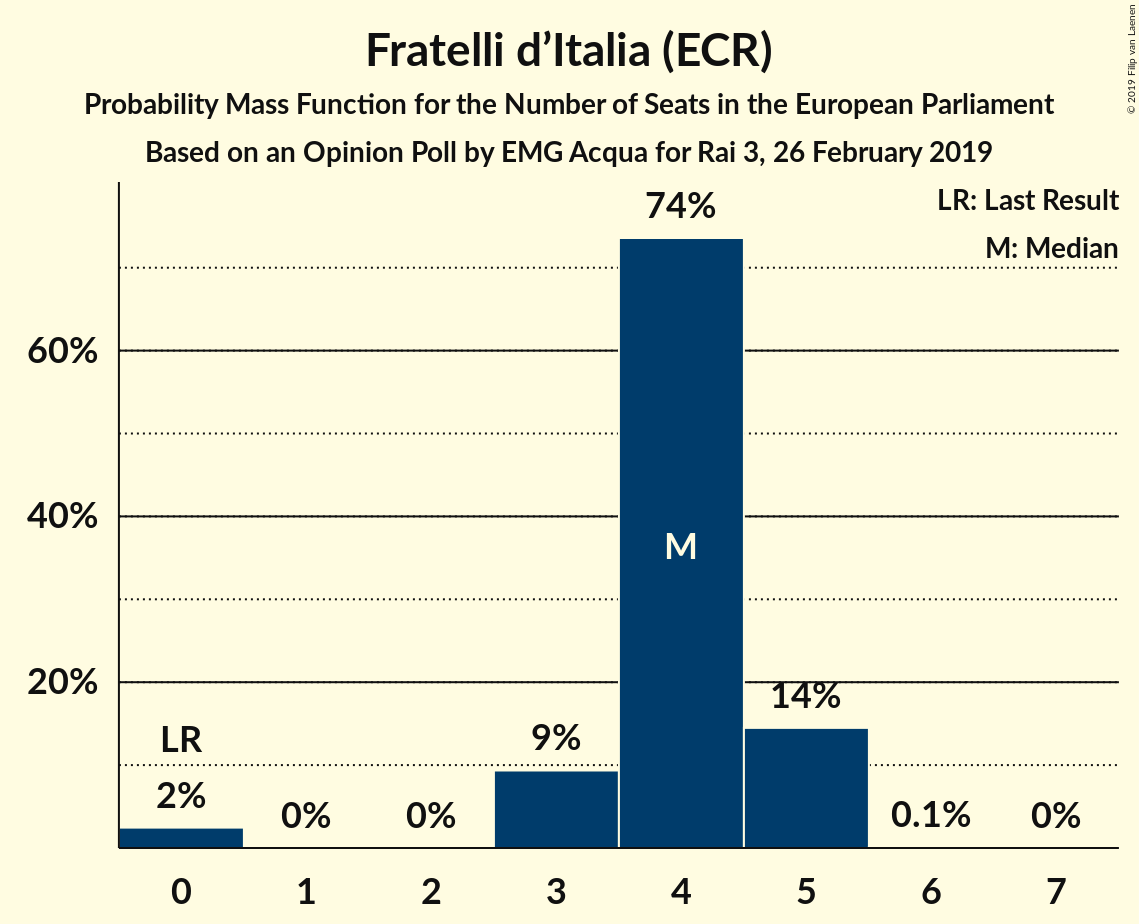 Fratelli d’Italia (ECR)
Probability Mass Function for the Number of Seats in the European Parliament
Based on an Opinion Poll by EMG Acqua for Rai 3, 26 February 2019
© 2019 Filip van Laenen
LR: Last Result
M: Median
74%
60%
40%
M
20%
14%
LR
9%
2%
0%
0%
0.1%
0%
0 1 2 3 4 5 6 7